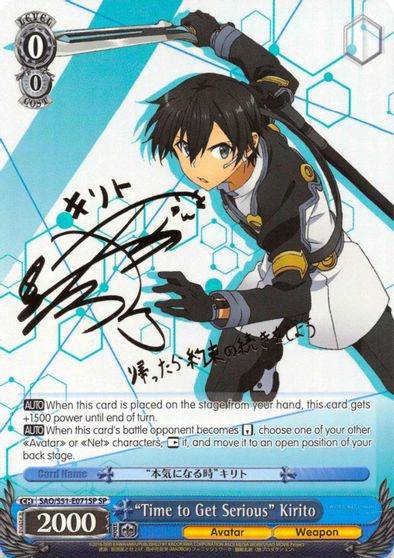 LEVEL
0
0
COST
キリト
帰ったら約束の続きをしよう
AUTO When this card is placed on the stage from your hand, this card gets
+1500 power until end of turn.
AUTO When this card's battle opponent becomes , choose one of your other
«Avatar» or «Net» characters, it, and move it to an open position of your
back stage.
Card Name
"本気になる時" キリト
CH SAO/S51-E071SP SP
2000
"Time to Get Serious" Kirito
Avatar
Weapon